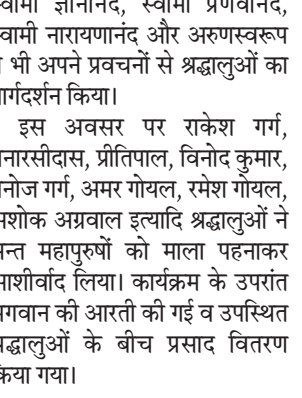 स्वामी ज्ञानानंद, स्वामी प्रणवानंद,
स्वामी नारायणानंद और अरुणस्वरूप
ने भी अपने प्रवचनों से श्रद्धालुओं का
मार्गदर्शन किया।
इस अवसर पर राकेश गर्ग,
बनारसीदास, प्रीतिपाल, विनोद कुमार,
मनोज गर्ग, अमर गोयल, रमेश गोयल,
अशोक अग्रवाल इत्यादि श्रद्धालुओं ने
सन्त महापुरुषों को माला पहनाकर
आशीर्वाद लिया। कार्यक्रम के उपरांत
भगवान की आरती की गई व उपस्थित
श्रद्धालुओं के बीच प्रसाद वितरण
किया गया।